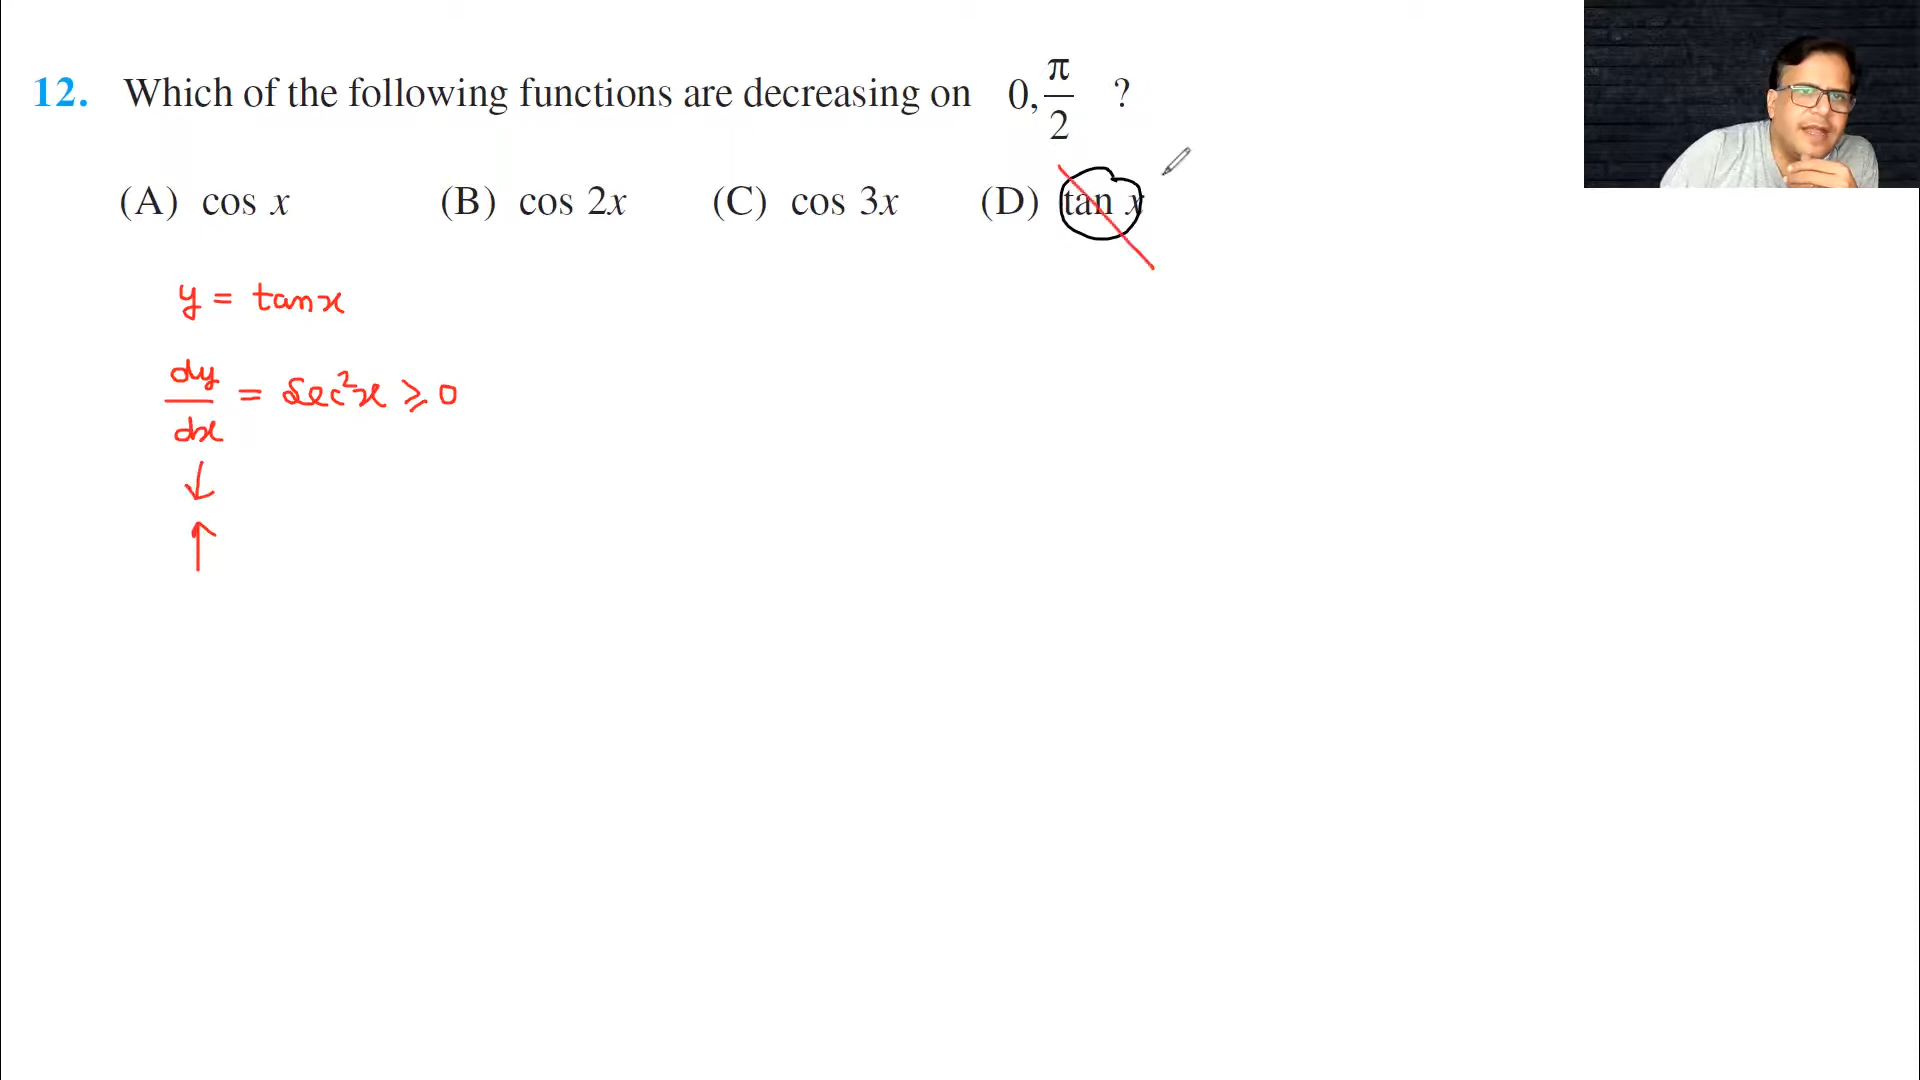 12. Which of the following functions are decreasing on 0, π/2 ?
(A) cos x (B) cos 2x (C) cos 3x (D) tan x
y = tan x
dy/dx = sec²x ⩾ 0
↓
↑